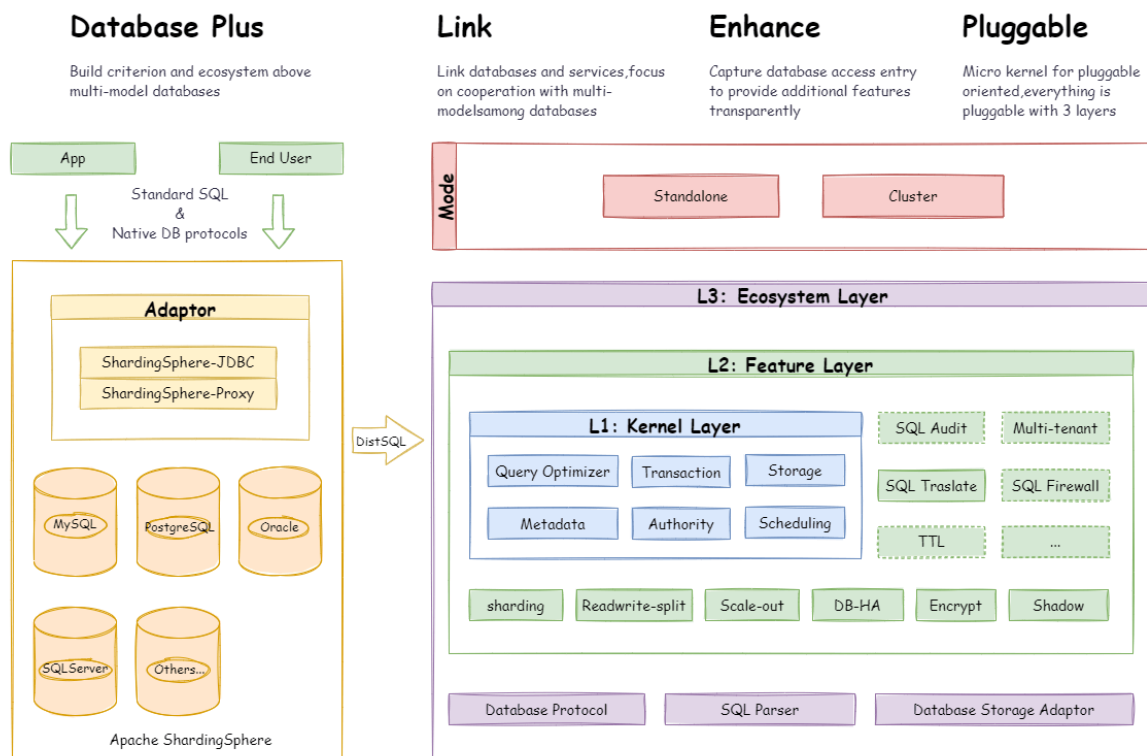 Database Plus
Build criterion and ecosystem above
multi-model databases
Link
Link databases and services,focus
on cooperation with multi-
modelsamong databases
Enhance
Capture database access entry
to provide additional features
transparently
Pluggable
Micro kernel for pluggable
oriented,everything is
pluggable with 3 layers
App
End User
Standard SQL
&
Native DB protocols
Adaptor
ShardingSphere-JDBC
ShardingSphere-Proxy
MySQL
PostgreSQL
Oracle
SQLServer
Others...
Apache ShardingSphere
DistSQL
Mode
Standalone
Cluster
L3: Ecosystem Layer
L2: Feature Layer
L1: Kernel Layer
Query Optimizer
Transaction
Storage
Metadata
Authority
Scheduling
SQL Audit
Multi-tenant
SQL Traslate
SQL Firewall
TTL
...
sharding
Readwrite-split
Scale-out
DB-HA
Encrypt
Shadow
Database Protocol
SQL Parser
Database Storage Adaptor